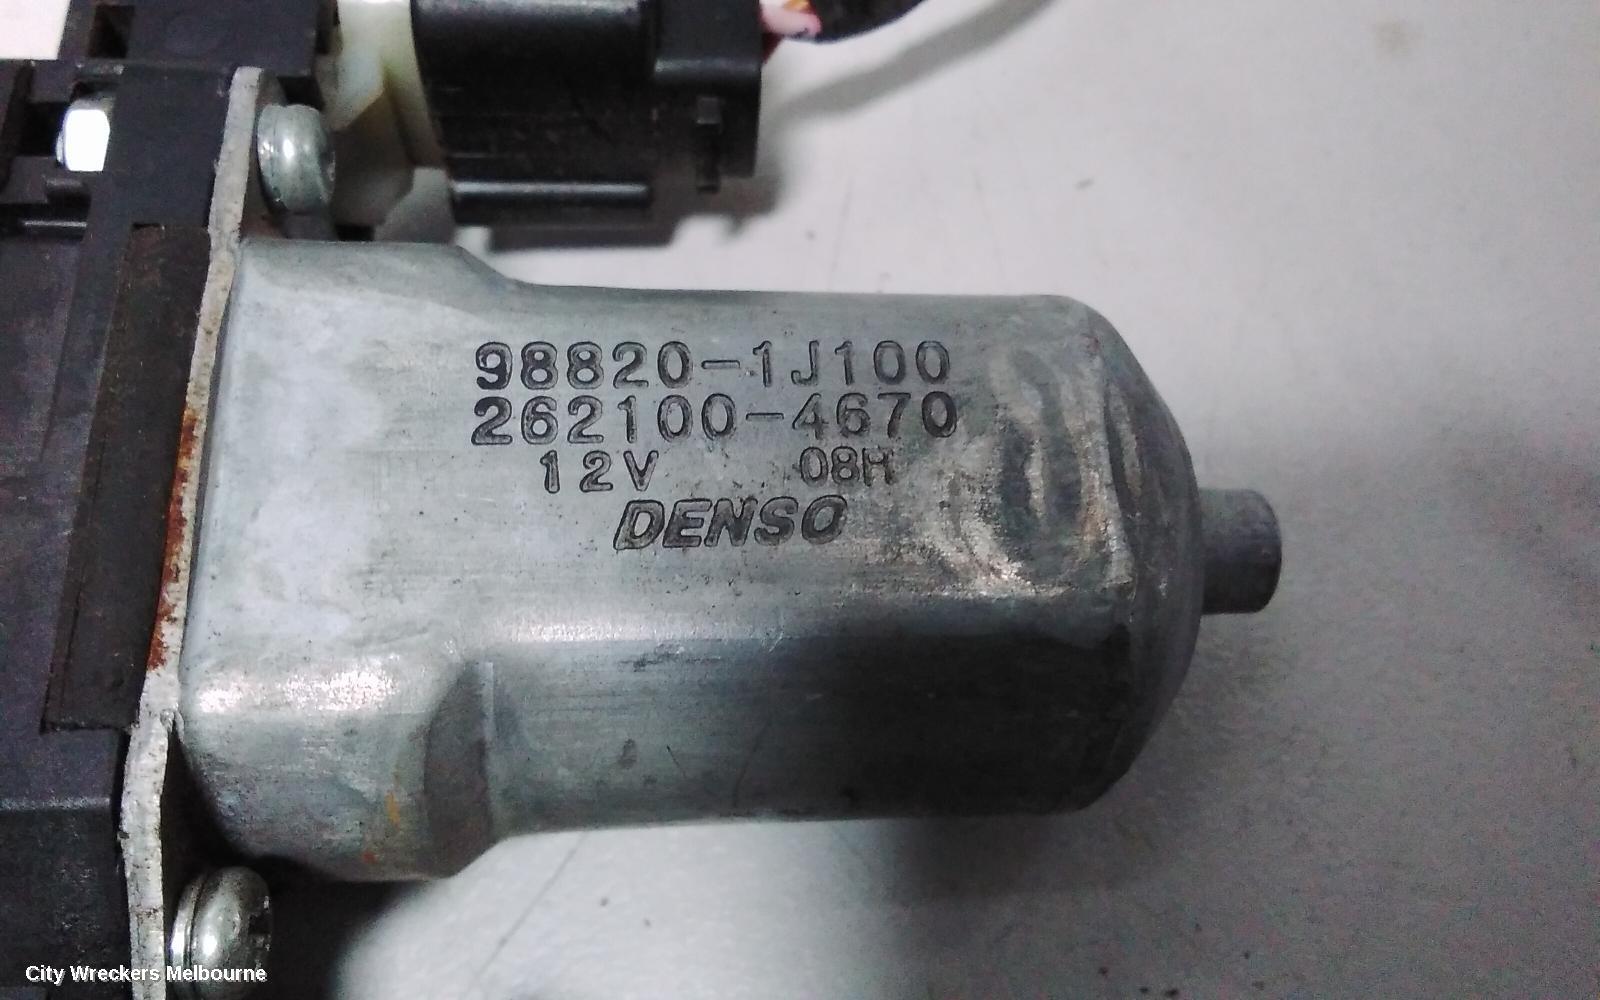 98820-1J100
262100-4670
12V 08H
DENSO
City Wreckers Melbourne